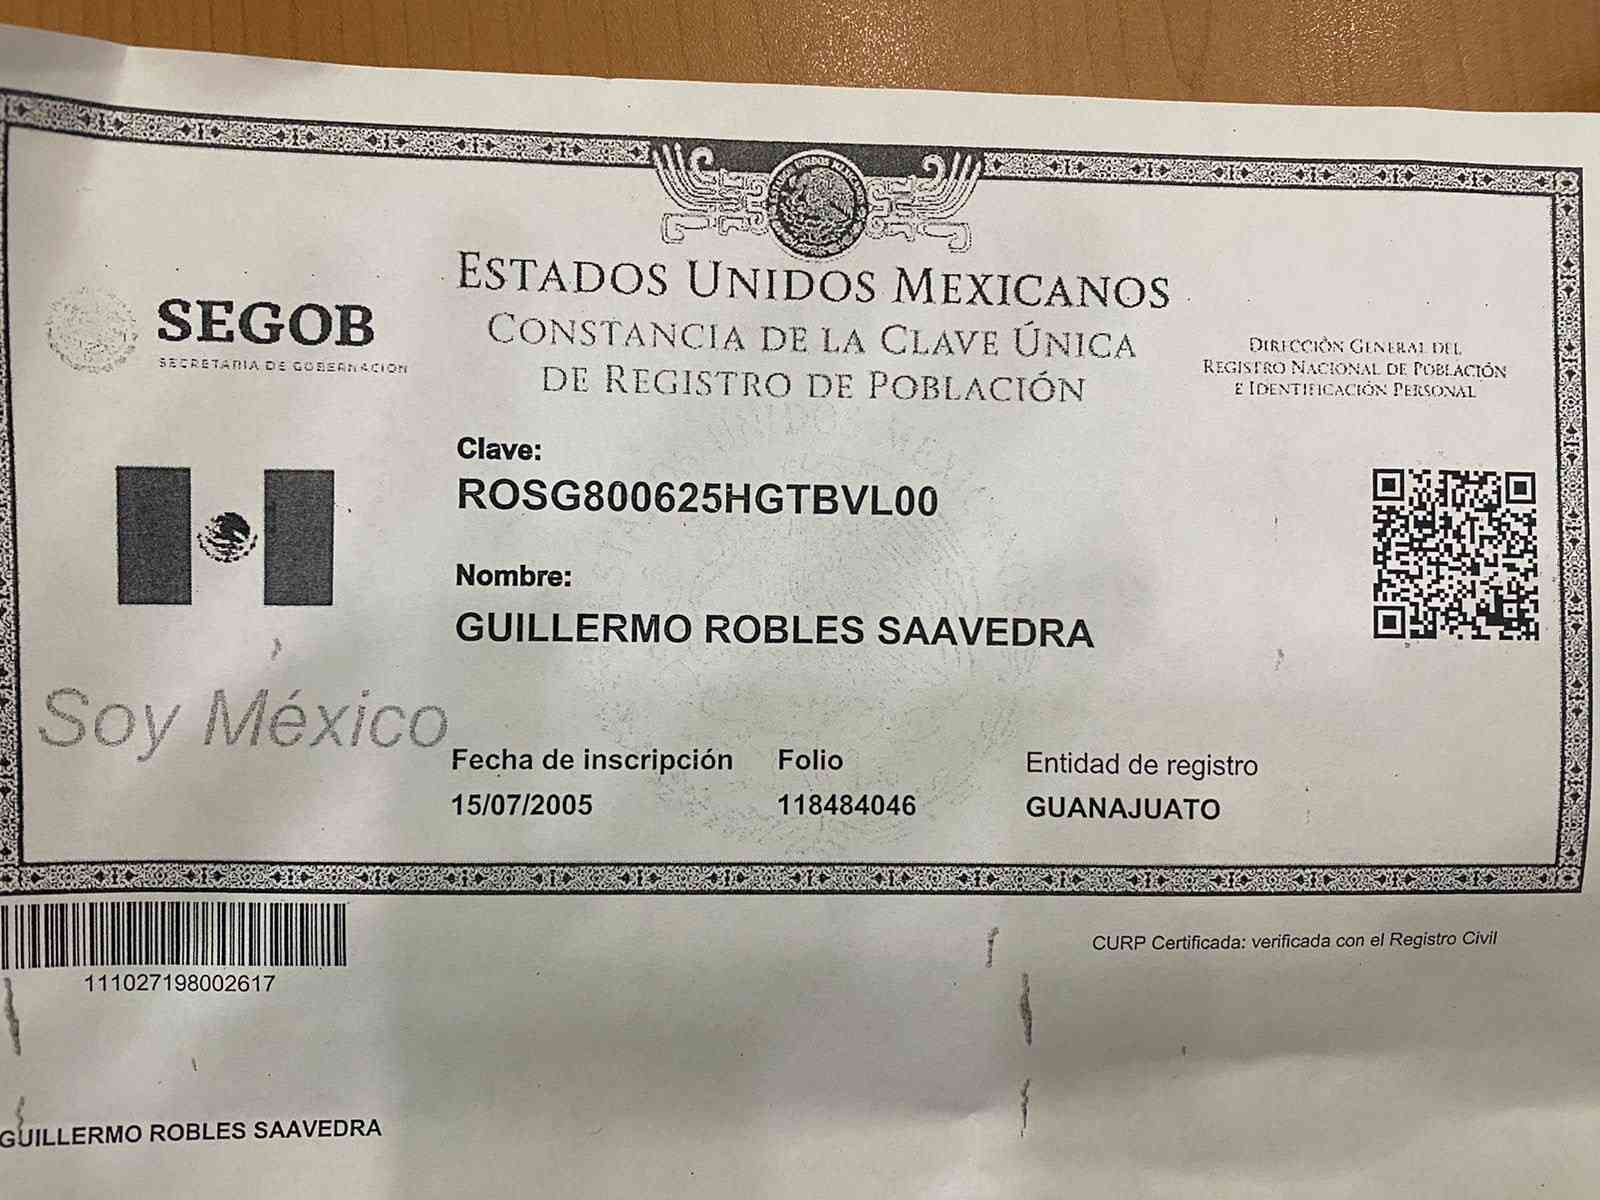 ESTADOS UNIDOS MEXICANOS
CONSTANCIA DE LA CLAVE ÚNICA
DE REGISTRO DE POBLACIÓN
SEGOB
SECRETARÍA DE GOBERNACIÓN
DIRECCIÓN GENERAL DEL
REGISTRO NACIONAL DE POBLACIÓN
E IDENTIFICACIÓN PERSONAL
Clave:
ROSG800625HGTBVL00
Nombre:
GUILLERMO ROBLES SAAVEDRA
Soy México
Fecha de inscripción
15/07/2005
Folio
118484046
Entidad de registro
GUANAJUATO
111027198002617
CURP Certificada: verificada con el Registro Civil
GUILLERMO ROBLES SAAVEDRA